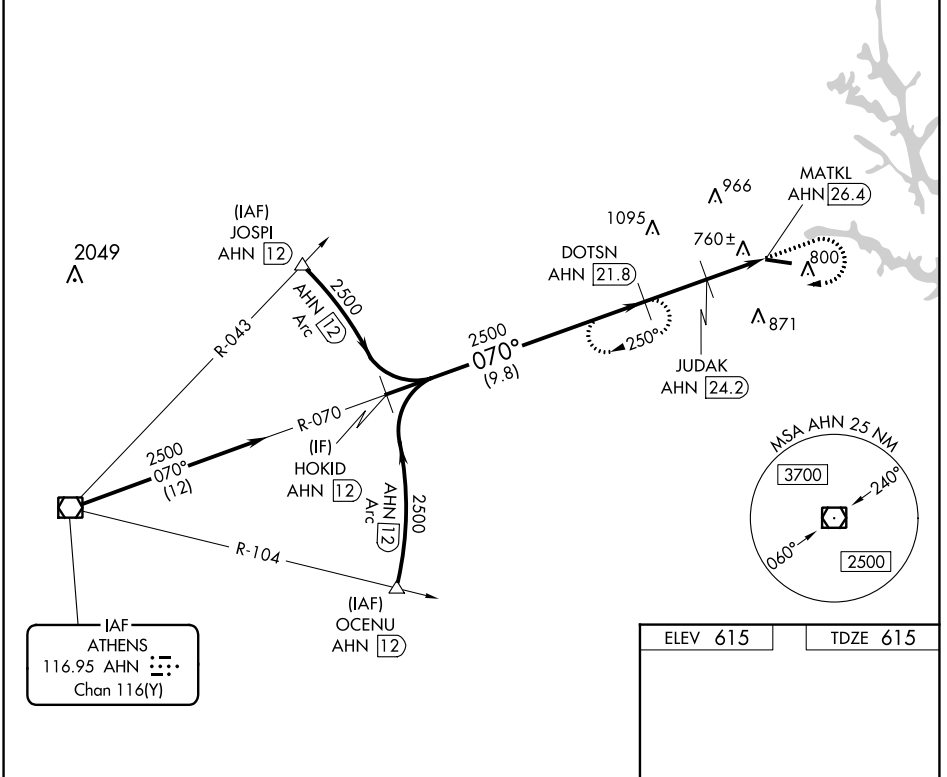 2049
(IAF)
JOSPI
AHN 12
2500
AHN 12
Arc
R-043
966
1095
MATKL
AHN 26.4
DOTSN
AHN 21.8
760±
800
871
250°
JUDAK
AHN 24.2
2500
070°
(9.8)
R-070
2500
070°
(12)
(IF)
HOKID
AHN 12
2500
AHN 12
Arc
R-104
(IAF)
OCENU
AHN 12
MSA AHN 25 NM
3700
240°
060°
2500
IAF
ATHENS
116.95 AHN
Chan 116(Y)
ELEV 615
TDZE 615